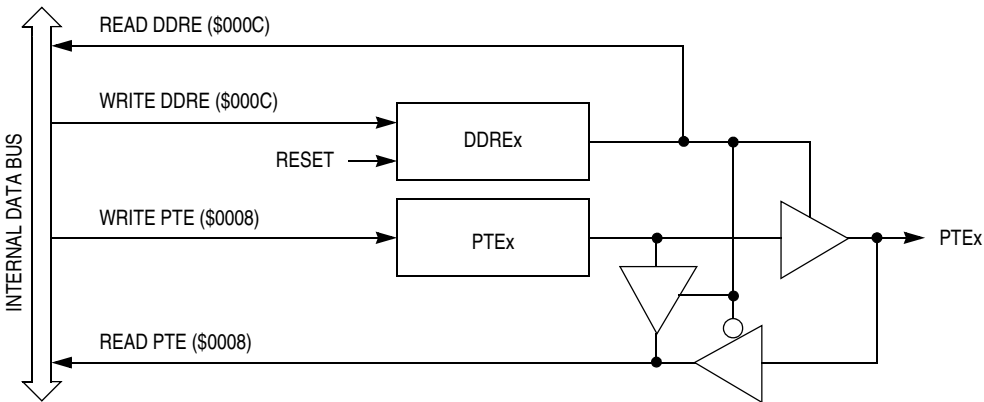 READ DDRE ($000C)
WRITE DDRE ($000C)
DDREx
RESET
INTERNAL DATA BUS
WRITE PTE ($0008)
PTEx
PTEx
READ PTE ($0008)